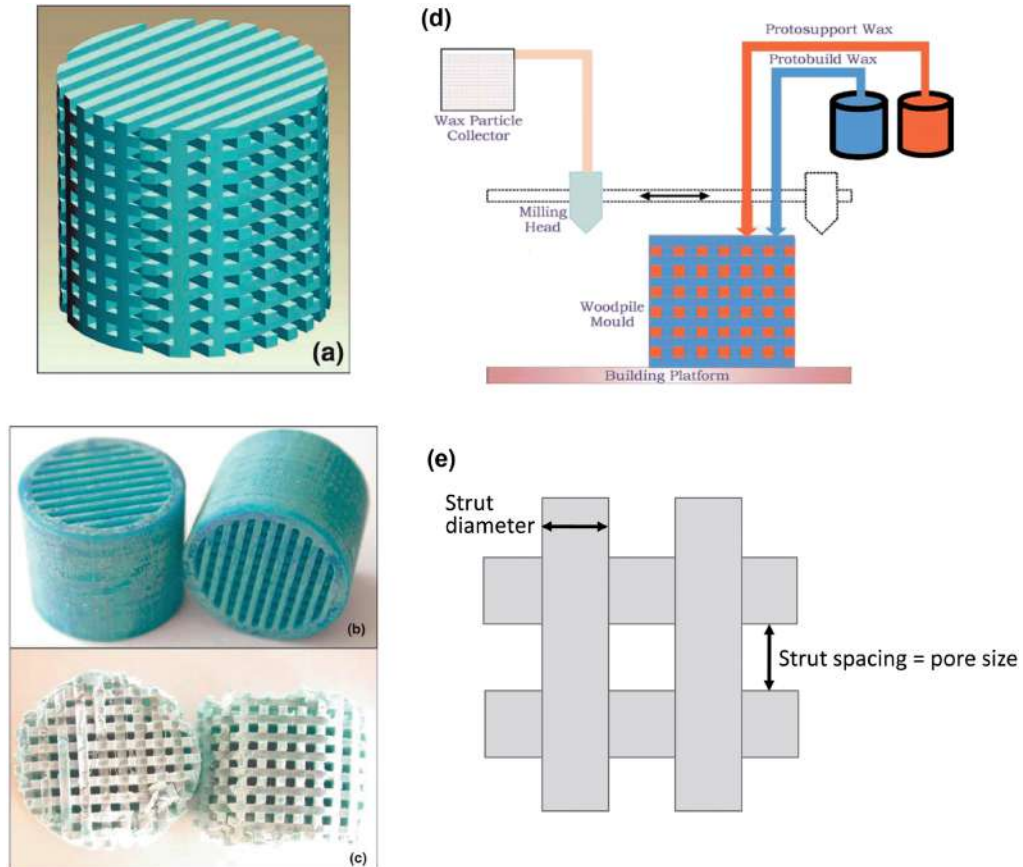 (a)
(b)
(c)
(d)
Protosupport Wax
Protobuild Wax
Wax Particle
Collector
Milling
Head
Woodpile
Mould
Building Platform
(e)
Strut
diameter
Strut spacing = pore size